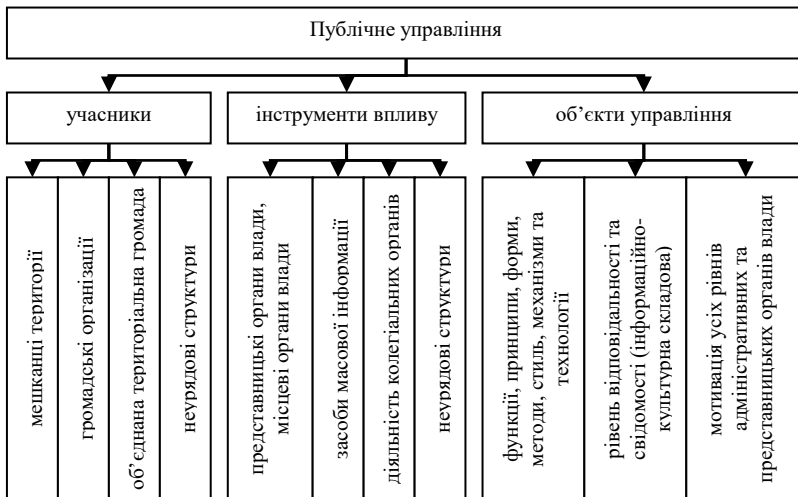 Публічне управління
учасники
інструменти впливу
об’єкти управління
мешканці території
громадські організації
об’єднана територіальна громада
неурядові структури
представницькі органи влади,
місцеві органи влади
засоби масової інформації
діяльність колегіальних органів
неурядові структури
функції, принципи, форми,
методи, стиль, механізми та
технології
рівень відповідальності та
свідомості (інформаційно-
культурна складова)
мотивація усіх рівнів
адміністративних та
представницьких органів влади